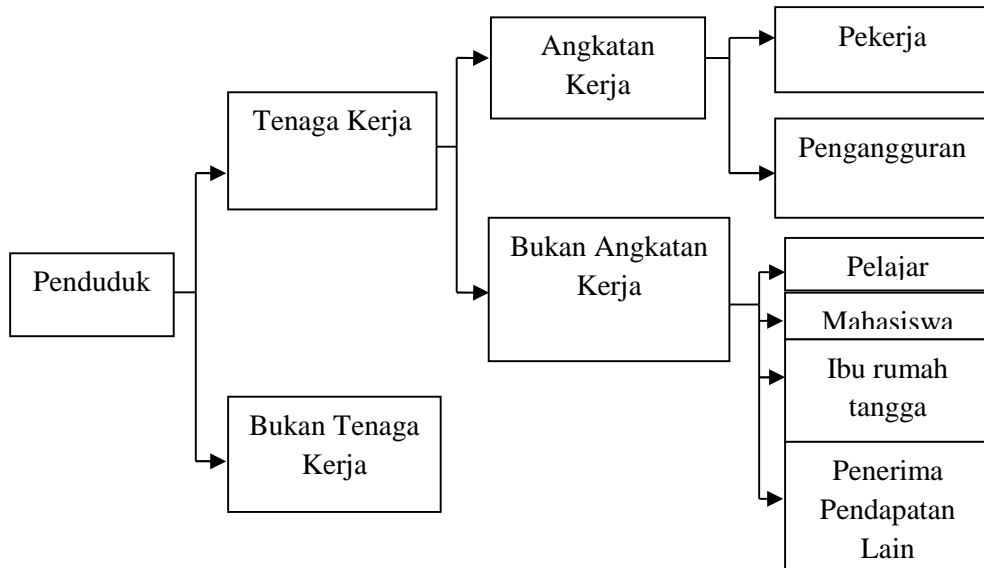 Penduduk
Tenaga Kerja
Bukan Tenaga
Kerja
Angkatan
Kerja
Bukan Angkatan
Kerja
Pekerja
Pengangguran
Pelajar
Mahasiswa
Ibu rumah
tangga
Penerima
Pendapatan
Lain